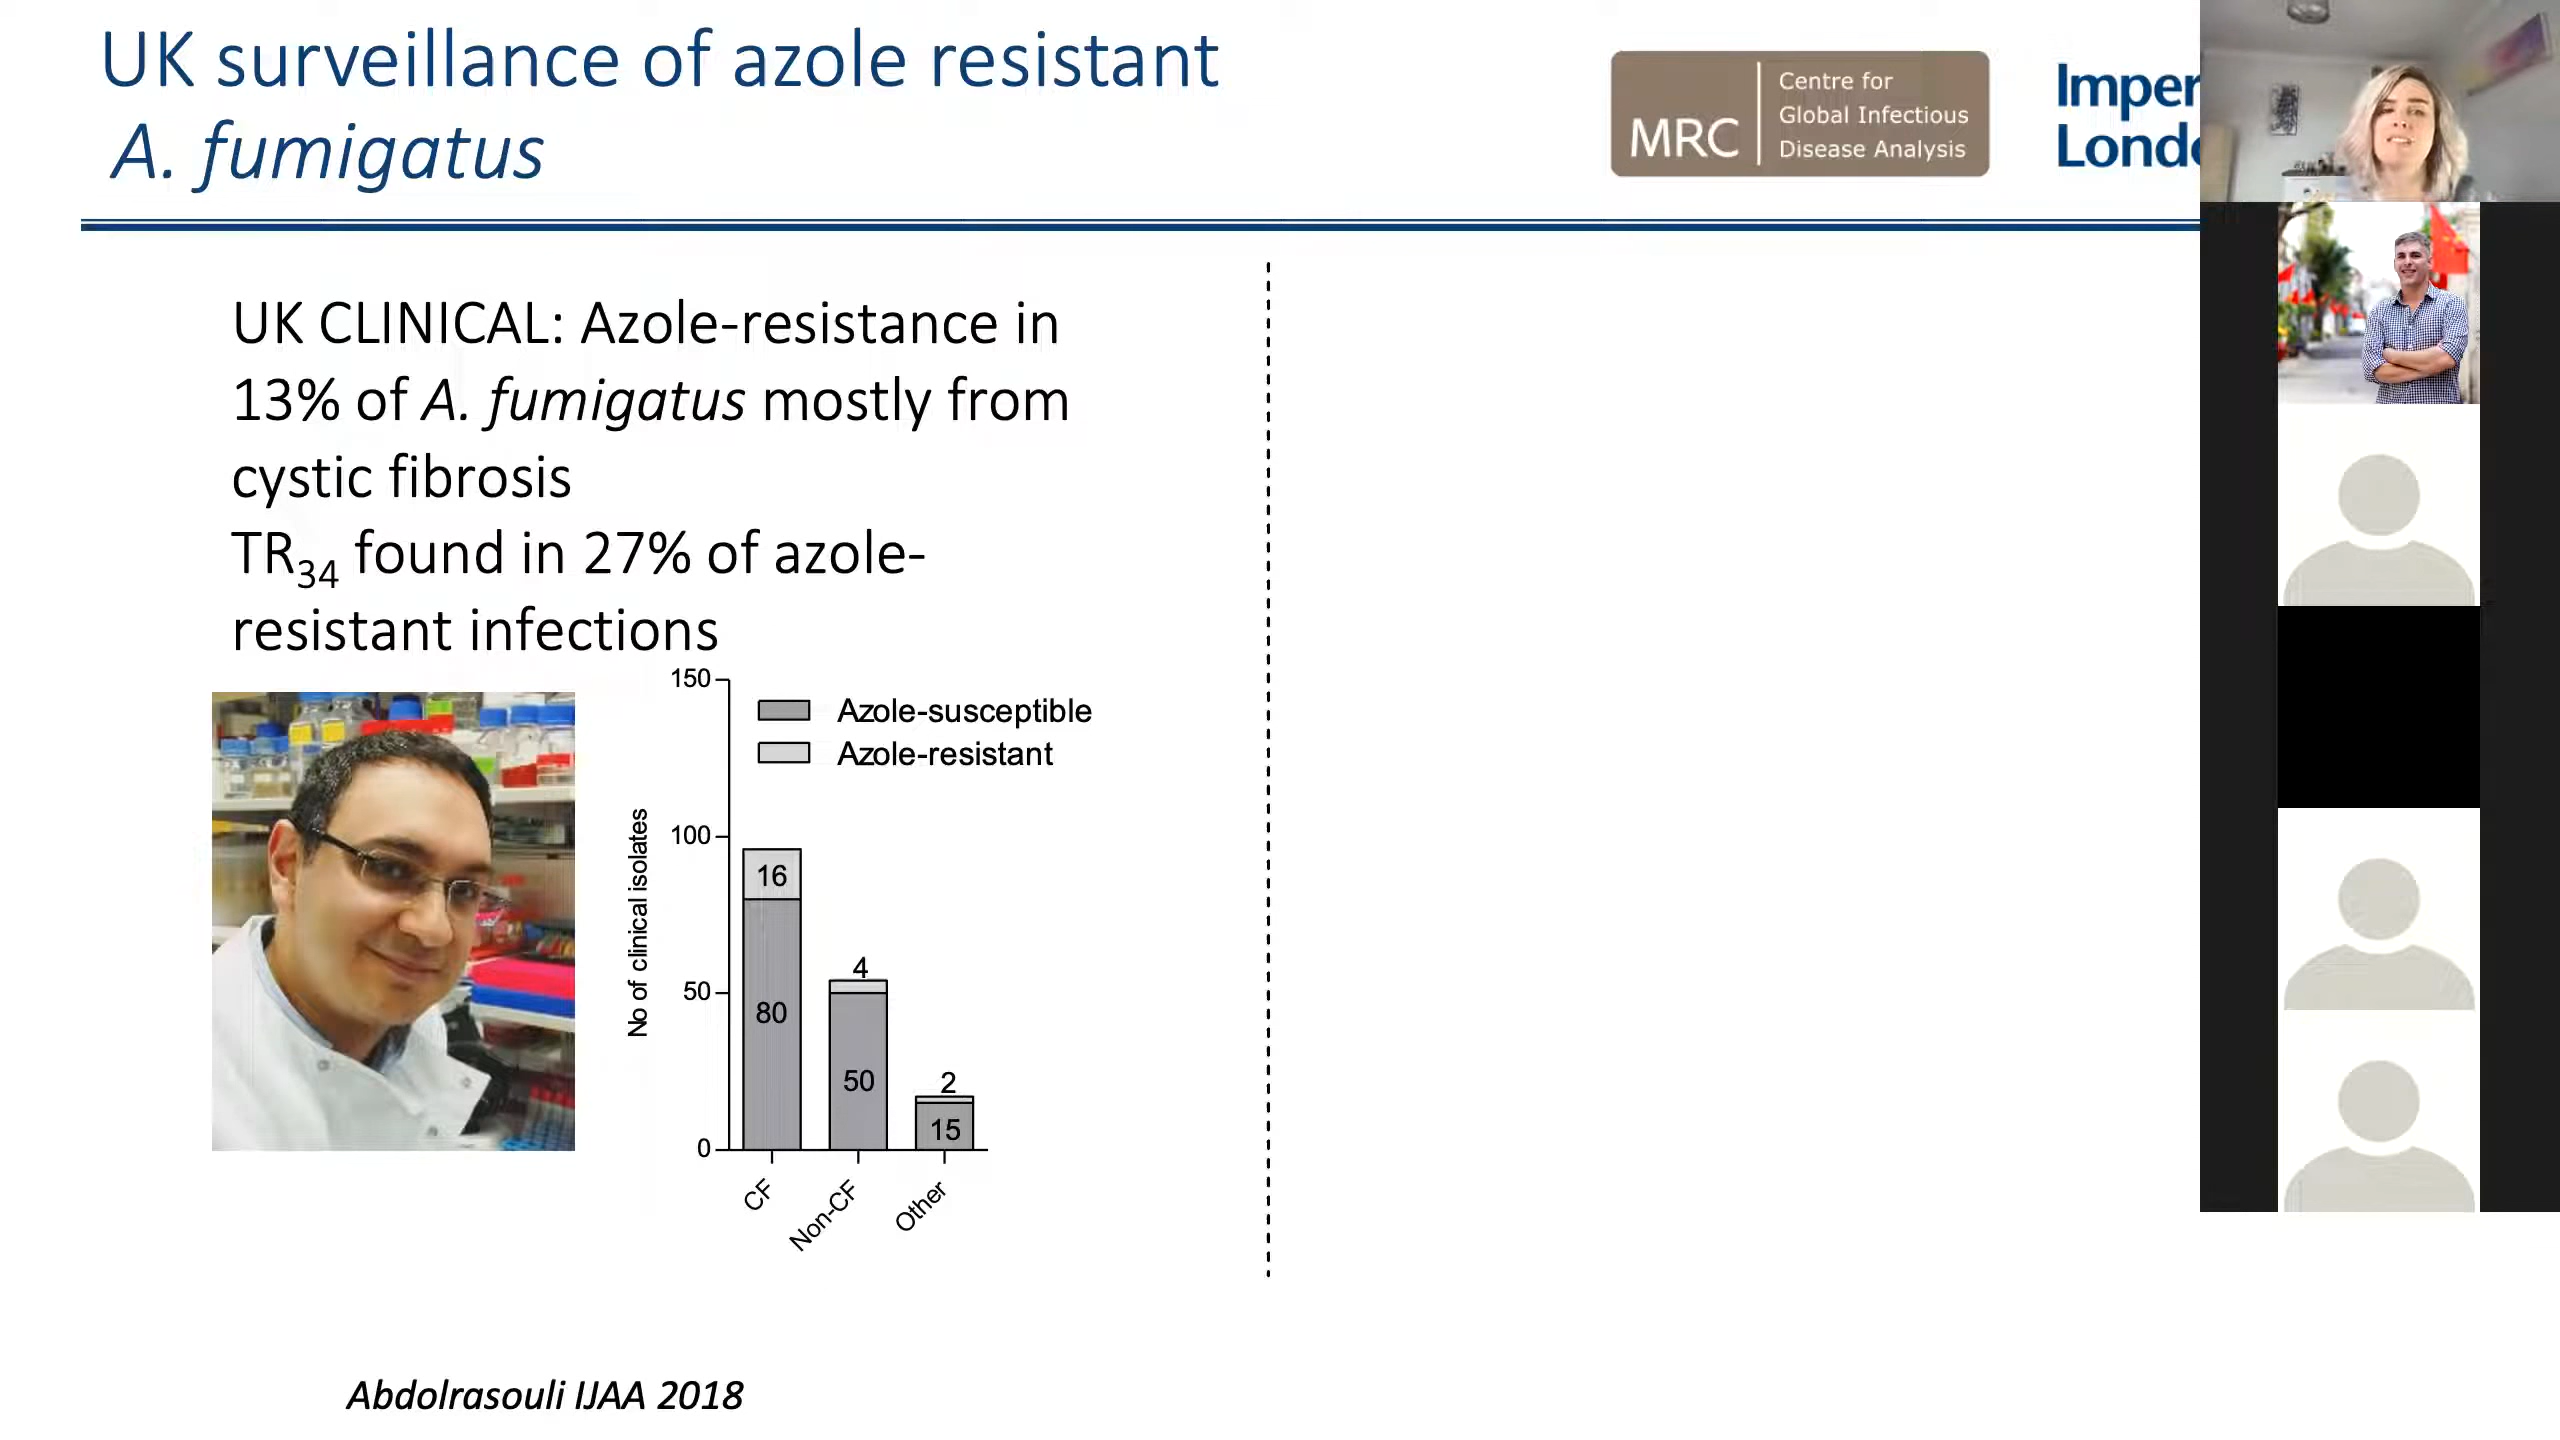 UK surveillance of azole resistant
A. fumigatus
MRC
Centre for
Global Infectious
Disease Analysis
Imper
Londo
UK CLINICAL: Azole-resistance in
13% of A. fumigatus mostly from
cystic fibrosis
TR34 found in 27% of azole-
resistant infections
150
100
50
0
No of clinical isolates
Azole-susceptible
Azole-resistant
16
80
4
50
2
15
CF
Non-CF
Other
Abdolrasouli IJAA 2018